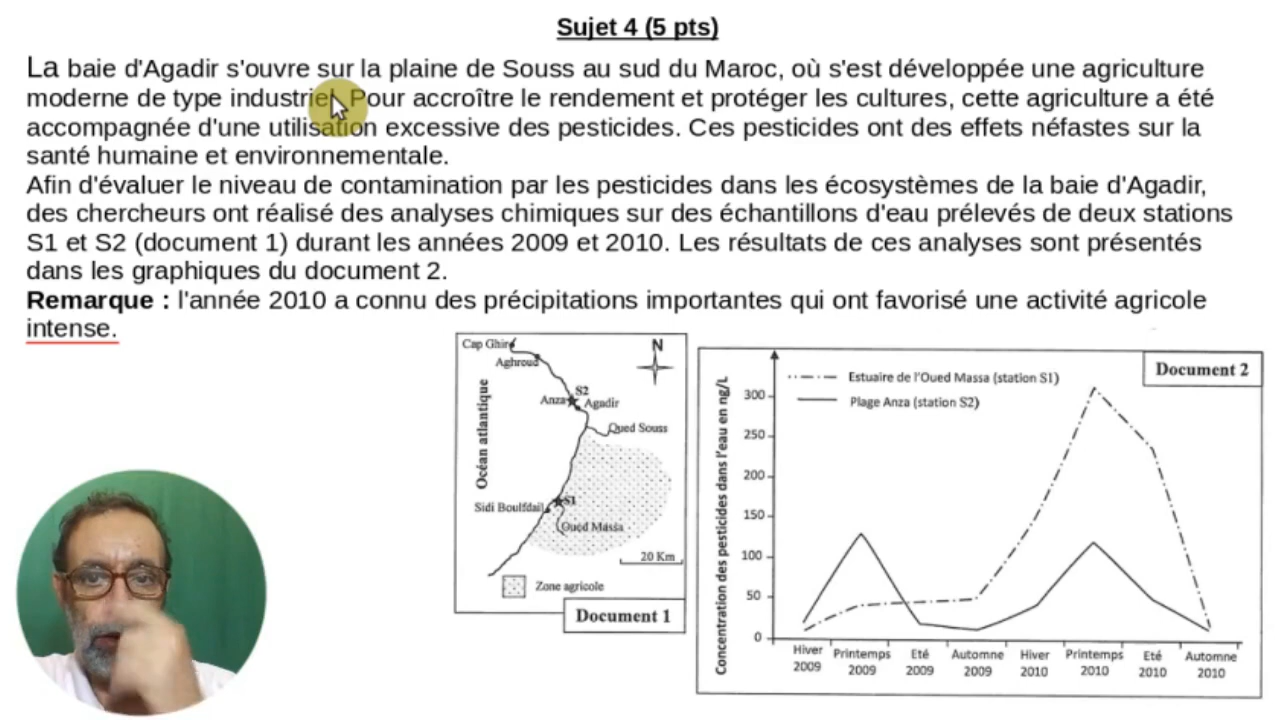 Sujet 4 (5 pts)
La baie d'Agadir s'ouvre sur la plaine de Souss au sud du Maroc, où s'est développée une agriculture
moderne de type industriel. Pour accroître le rendement et protéger les cultures, cette agriculture a été
accompagnée d'une utilisation excessive des pesticides. Ces pesticides ont des effets néfastes sur la
santé humaine et environnementale.
Afin d'évaluer le niveau de contamination par les pesticides dans les écosystèmes de la baie d'Agadir,
des chercheurs ont réalisé des analyses chimiques sur des échantillons d'eau prélevés de deux stations
S1 et S2 (document 1) durant les années 2009 et 2010. Les résultats de ces analyses sont présentés
dans les graphiques du document 2.
Remarque : l'année 2010 a connu des précipitations importantes qui ont favorisé une activité agricole
intense.
Cap Ghir
N
Aghroud
S2
Anza
Agadir
Océan atlantique
Oued Souss
S1
Sidi Boulfdail
Oued Massa
20 Km
Zone agricole
Document 1
Document 2
Estuaire de l'Oued Massa (station S1)
Plage Anza (station S2)
Concentration des pesticides dans l'eau en ng/L
300
250
200
150
100
50
0
Hiver 2009
Printemps 2009
Eté 2009
Automne 2009
Hiver 2010
Printemps 2010
Eté 2010
Automne 2010